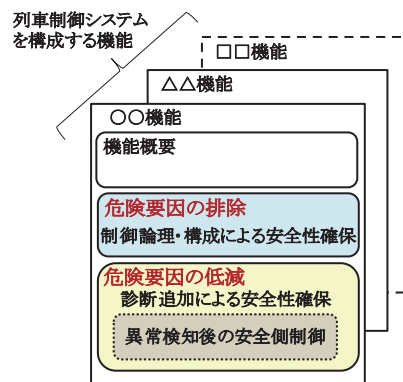 列車制御システム
を構成する機能
□□機能
△△機能
○○機能
機能概要
危険要因の排除
制御論理・構成による安全性確保
危険要因の低減
診断追加による安全性確保
異常検知後の安全側制御